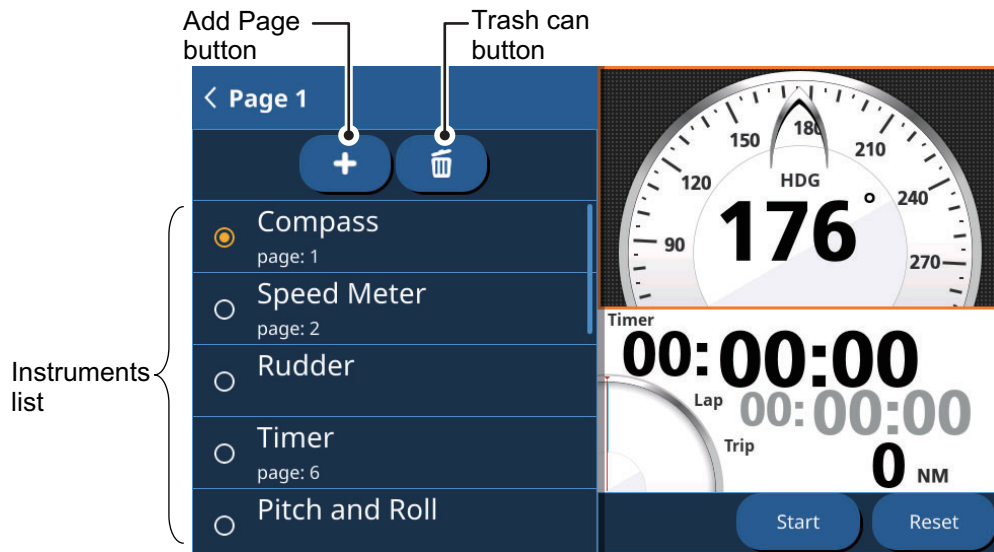 Add Page
button
Trash can
button
< Page 1
Compass
page: 1
Speed Meter
page: 2
Rudder
Timer
page: 6
Pitch and Roll
Instruments
list
90
120
150
180
210
240
270
HDG
176°
Timer
00:00:00
Lap
00:00:00
Trip
0 NM
Start
Reset